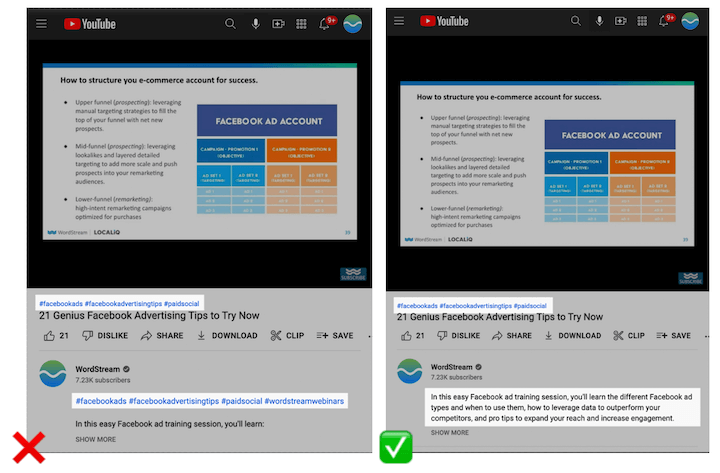 YouTube
9+
How to structure you e-commerce account for success.
• Upper funnel (prospecting): leveraging
manual targeting strategies to fill the
top of your funnel with net new
prospects.
• Mid-funnel (prospecting): leveraging
lookalikes and layered detailed
targeting to add more scale and push
prospects into your remarketing
audiences.
• Lower-funnel (remarketing):
high-intent remarketing campaigns
optimized for purchases
FACEBOOK AD ACCOUNT
CAMPAIGN - PROMOTION 1
(OBJECTIVE)
CAMPAIGN - PROMOTION 2
(OBJECTIVE)
AD SET 1
(TARGETING)
AD SET 2
(TARGETING)
AD SET 1
(TARGETING)
AD SET 2
(TARGETING)
WordStream | LOCALiQ
25
SUBSCRIBE
#facebookads #facebookadvertisingtips #paidsocial
21 Genius Facebook Advertising Tips to Try Now
21 DISLIKE SHARE DOWNLOAD CLIP SAVE
WordStream
7.23K subscribers
#facebookads #facebookadvertisingtips #paidsocial #wordstreamwebinars
In this easy Facebook ad training session, you'll learn:
SHOW MORE
YouTube
9+
How to structure you e-commerce account for success.
• Upper funnel (prospecting): leveraging
manual targeting strategies to fill the
top of your funnel with net new
prospects.
• Mid-funnel (prospecting): leveraging
lookalikes and layered detailed
targeting to add more scale and push
prospects into your remarketing
audiences.
• Lower-funnel (remarketing):
high-intent remarketing campaigns
optimized for purchases
FACEBOOK AD ACCOUNT
CAMPAIGN - PROMOTION 1
(OBJECTIVE)
CAMPAIGN - PROMOTION 2
(OBJECTIVE)
AD SET 1
(TARGETING)
AD SET 2
(TARGETING)
AD SET 1
(TARGETING)
AD SET 2
(TARGETING)
WordStream | LOCALiQ
25
SUBSCRIBE
#facebookads #facebookadvertisingtips #paidsocial
21 Genius Facebook Advertising Tips to Try Now
21 DISLIKE SHARE DOWNLOAD CLIP SAVE
WordStream
7.23K subscribers
In this easy Facebook ad training session, you'll learn the different Facebook ad
types and when to use them, how to leverage data to outperform your
competitors, and pro tips to expand your reach and increase engagement.
SHOW MORE